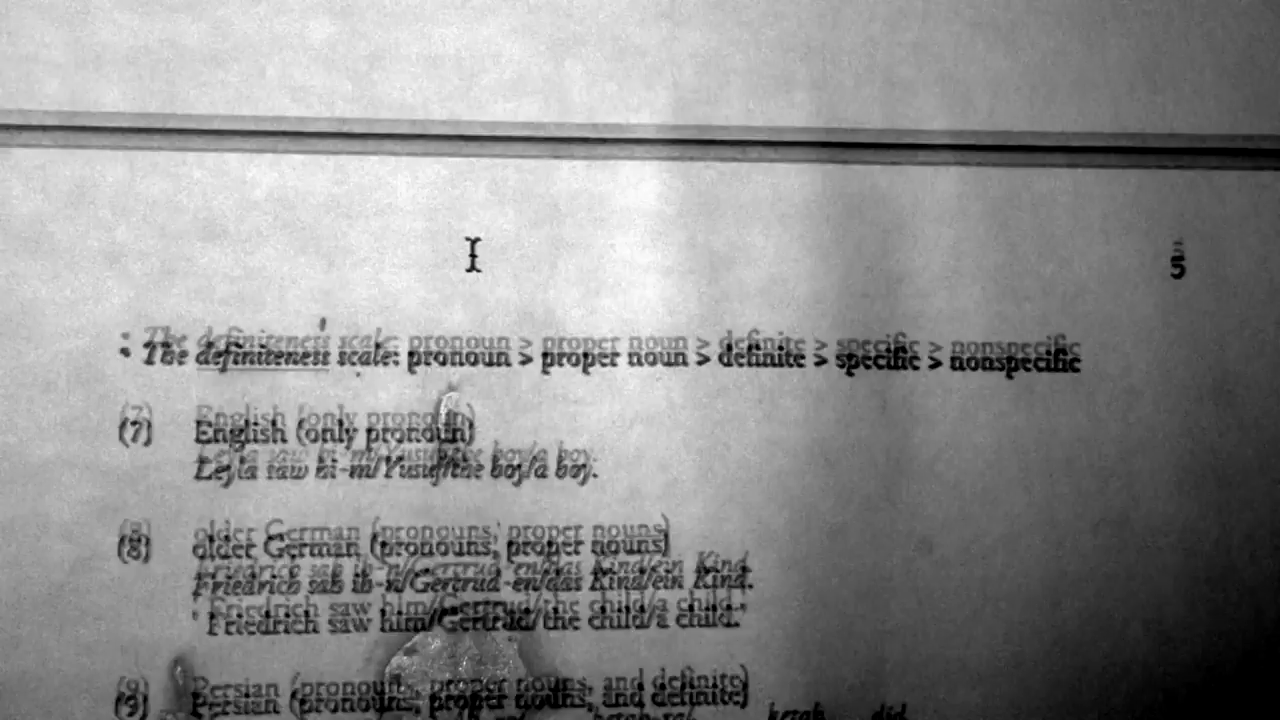 5
• The definiteness scale: pronoun > proper noun > definite > specific > nonspecific
(7) English (only pronoun)
Leyla saw hi-m/Yusuf/the boy/a boy.
(8) older German (pronouns, proper nouns)
Friedrich sah ih-n/Gertrud-en/das Kind/ein Kind.
'Friedrich saw him/Gertrud/the child/a child.'
(9) Persian (pronouns, proper nouns, and definite)
ketab did